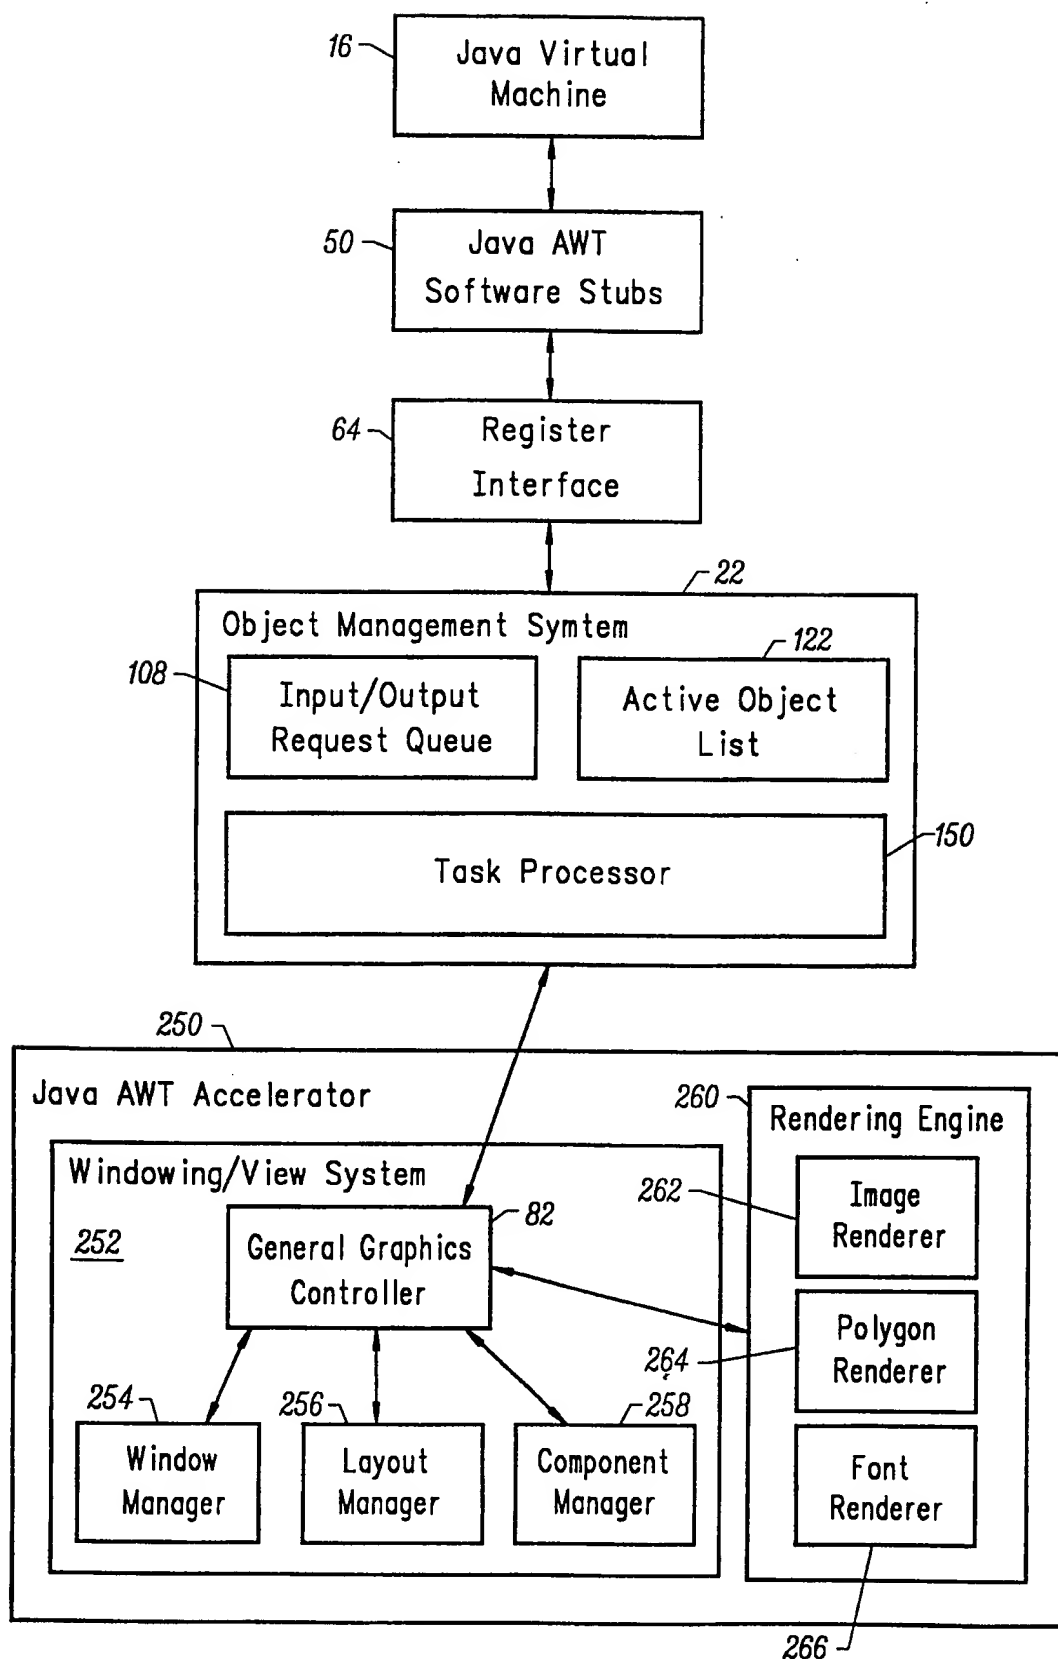 16
Java Virtual
Machine
50
Java AWT
Software Stubs
64
Register
Interface
22
Object Management Symtem
108
Input/Output
Request Queue
122
Active Object
List
150
Task Processor
250
Java AWT Accelerator
Windowing/View System
252
82
General Graphics
Controller
254
Window
Manager
256
Layout
Manager
258
Component
Manager
260
Rendering Engine
262
Image
Renderer
264
Polygon
Renderer
Font
Renderer
266